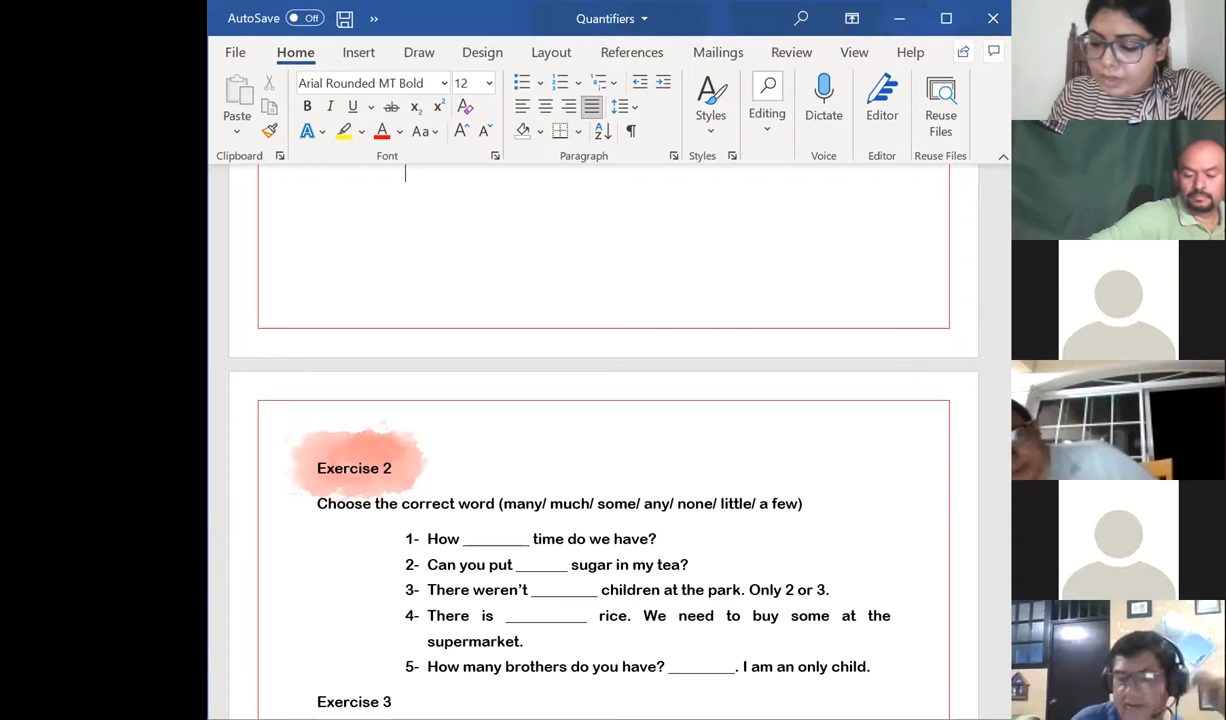 AutoSave Off Quantifiers
File Home Insert Draw Design Layout References Mailings Review View Help
Arial Rounded MT Bold 12
Paste Styles Editing Dictate Editor Reuse Files
Clipboard Font Paragraph Styles Voice Editor Reuse Files
Exercise 2
Choose the correct word (many/ much/ some/ any/ none/ little/ a few)
1- How ________ time do we have?
2- Can you put ______ sugar in my tea?
3- There weren’t ________ children at the park. Only 2 or 3.
4- There is __________ rice. We need to buy some at the
supermarket.
5- How many brothers do you have? ________. I am an only child.
Exercise 3